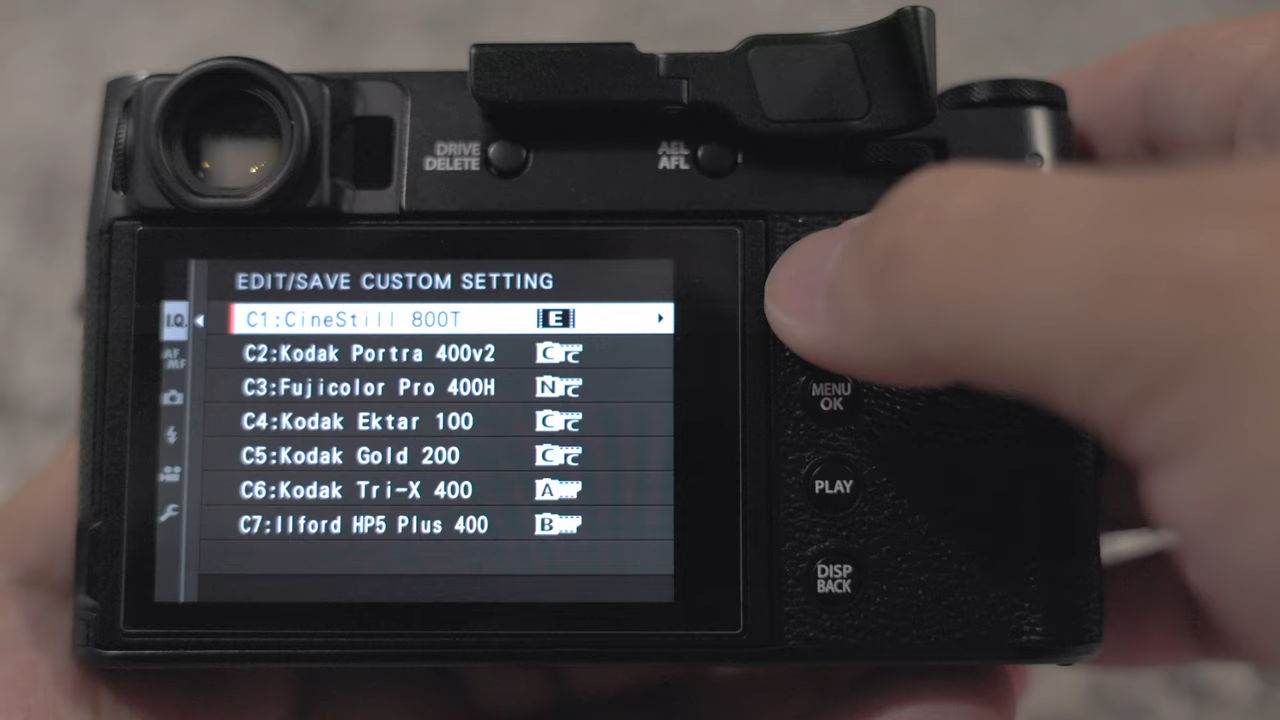 DRIVE
DELETE
AEL
AFL
EDIT/SAVE CUSTOM SETTING
I.Q.
C1:CineStill 800T E
AF
MF
C2:Kodak Portra 400v2 C C
C3:Fujicolor Pro 400H N C
C4:Kodak Ektar 100 C C
C5:Kodak Gold 200 C C
C6:Kodak Tri-X 400 A
C7:Ilford HP5 Plus 400 B
MENU
OK
PLAY
DISP
BACK